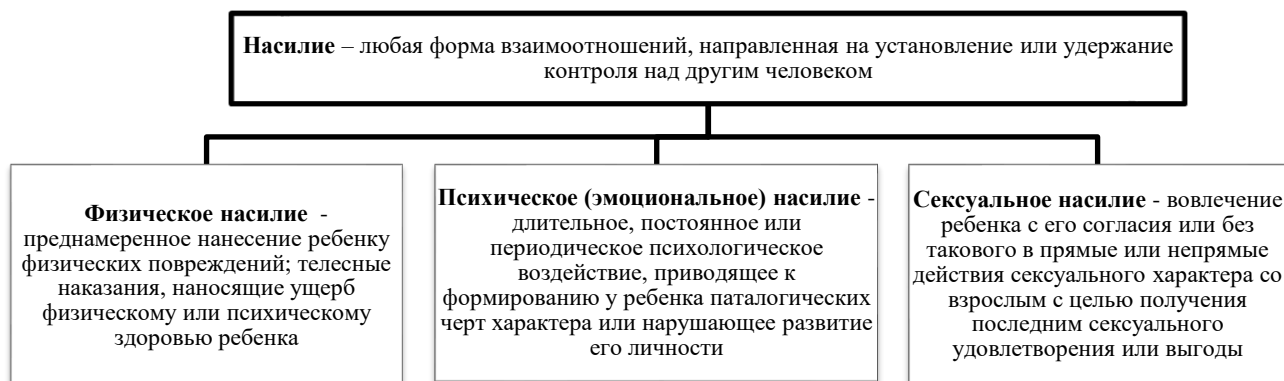 Насилие – любая форма взаимоотношений, направленная на установление или удержание
контроля над другим человеком
Физическое насилие -
преднамеренное нанесение ребенку
физических повреждений; телесные
наказания, наносящие ущерб
физическому или психическому
здоровью ребенка
Психическое (эмоциональное) насилие -
длительное, постоянное или
периодическое психологическое
воздействие, приводящее к
формированию у ребенка паталогических
черт характера или нарушающее развитие
его личности
Сексуальное насилие - вовлечение
ребенка с его согласия или без
такового в прямые или непрямые
действия сексуального характера со
взрослым с целью получения
последним сексуального
удовлетворения или выгоды